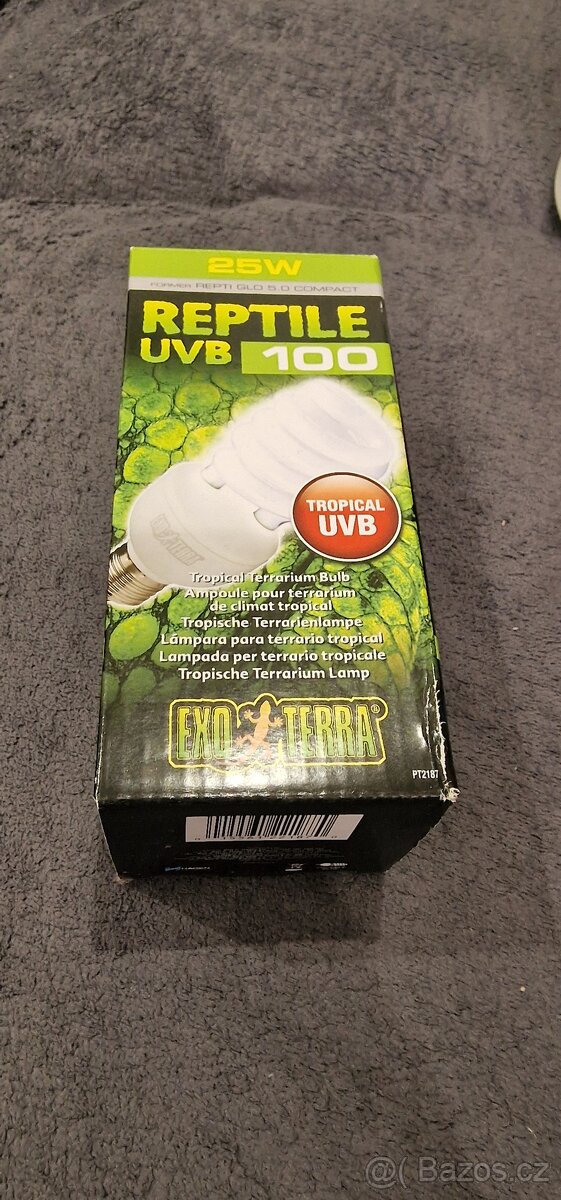 25W
FORMER REPTI GLO 5.0 COMPACT
REPTILE
UVB 100
TROPICAL
UVB
Tropical Terrarium Bulb
Ampoule pour terrarium
de climat tropical
Tropische Terrarienlampe
Lámpara para terrario tropical
Lampada per terrario tropicale
Tropische Terrarium Lamp
EXO TERRA®
PT2187
HAGEN
@( Bazos.cz